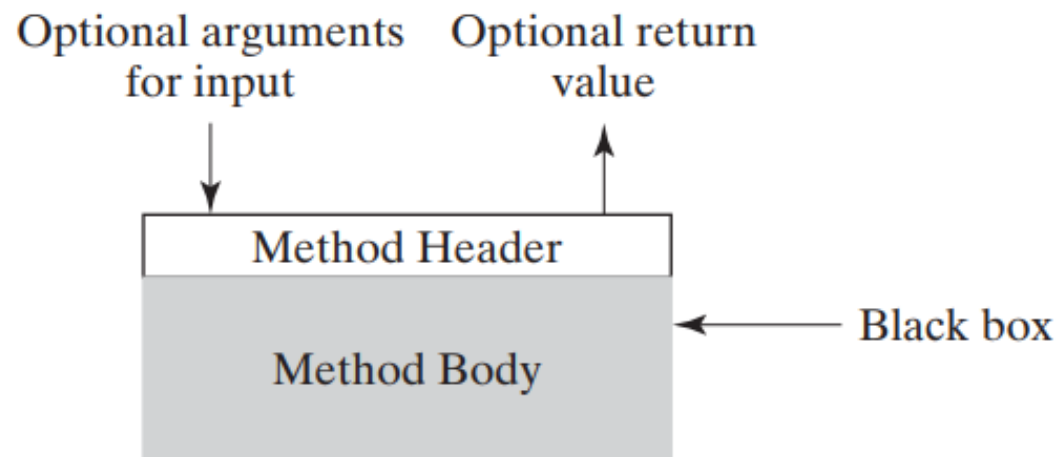 Optional arguments
for input
Optional return
value
Method Header
Black box
Method Body